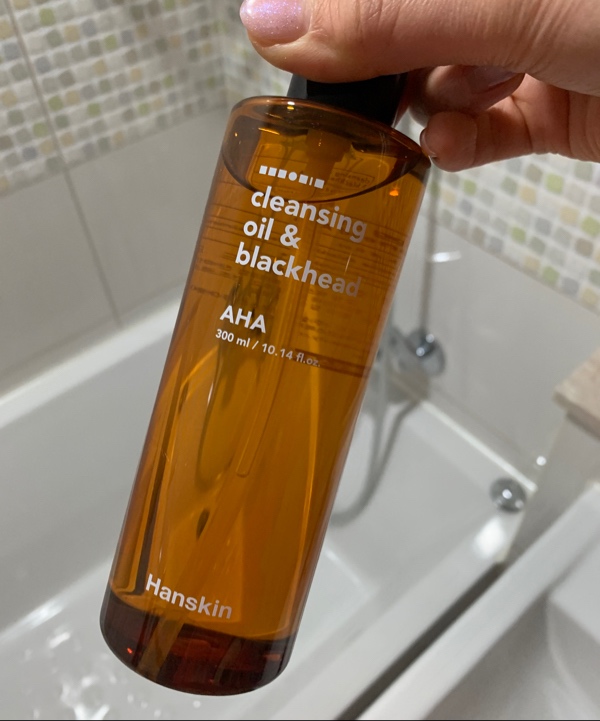 cleansing
oil &
blackhead
AHA
300 ml / 10.14 fl.oz.
Hanskin